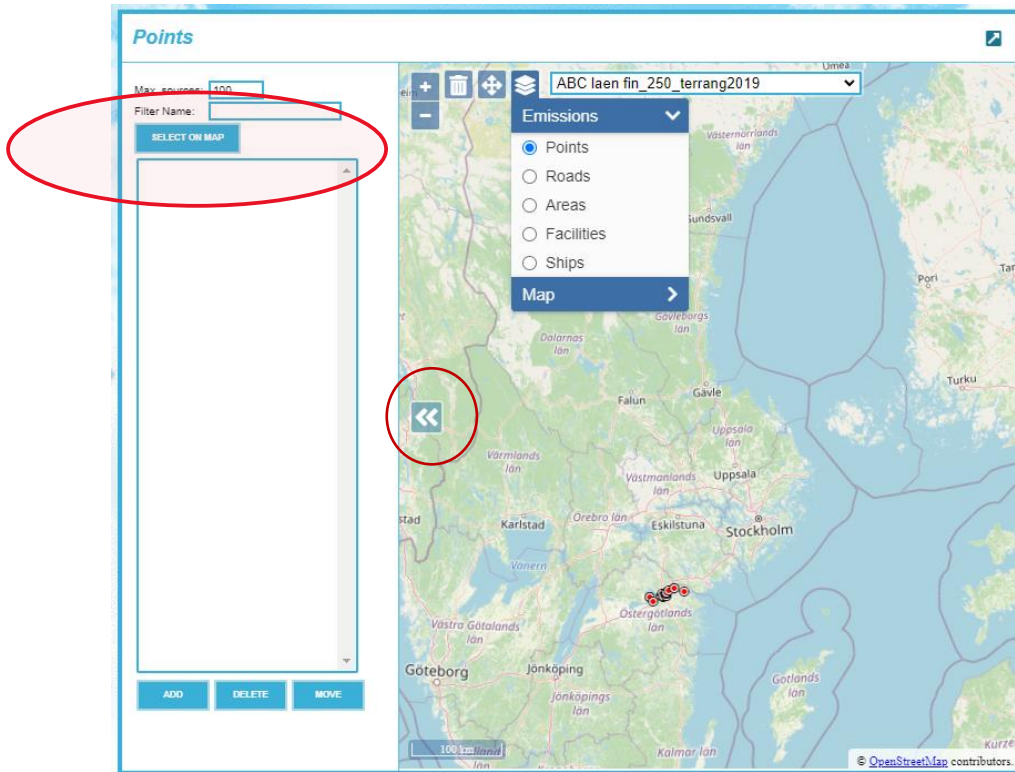 Points
Max. sources: 100
Filter Name:
SELECT ON MAP
ADD DELETE MOVE
+
−
ABC laen fin_250_terrang2019
Emissions
Points
Roads
Areas
Facilities
Ships
Map
Umeå
Västernorrlands
län
Sundsvall
Pori
Gävleborgs
län
Dalarnas
län
Turku
Falun
Gävle
Uppsala
län
Värmlands
län
Västmanlands
län
Uppsala
Karlstad
Örebro län
Eskilstuna
Stockholm
Vänern
Östergötlands
län
Västra Götalands
län
Göteborg
Jönköping
Gotlands
län
Jönköpings
län
100 km
Kalmar län
© OpenStreetMap contributors.